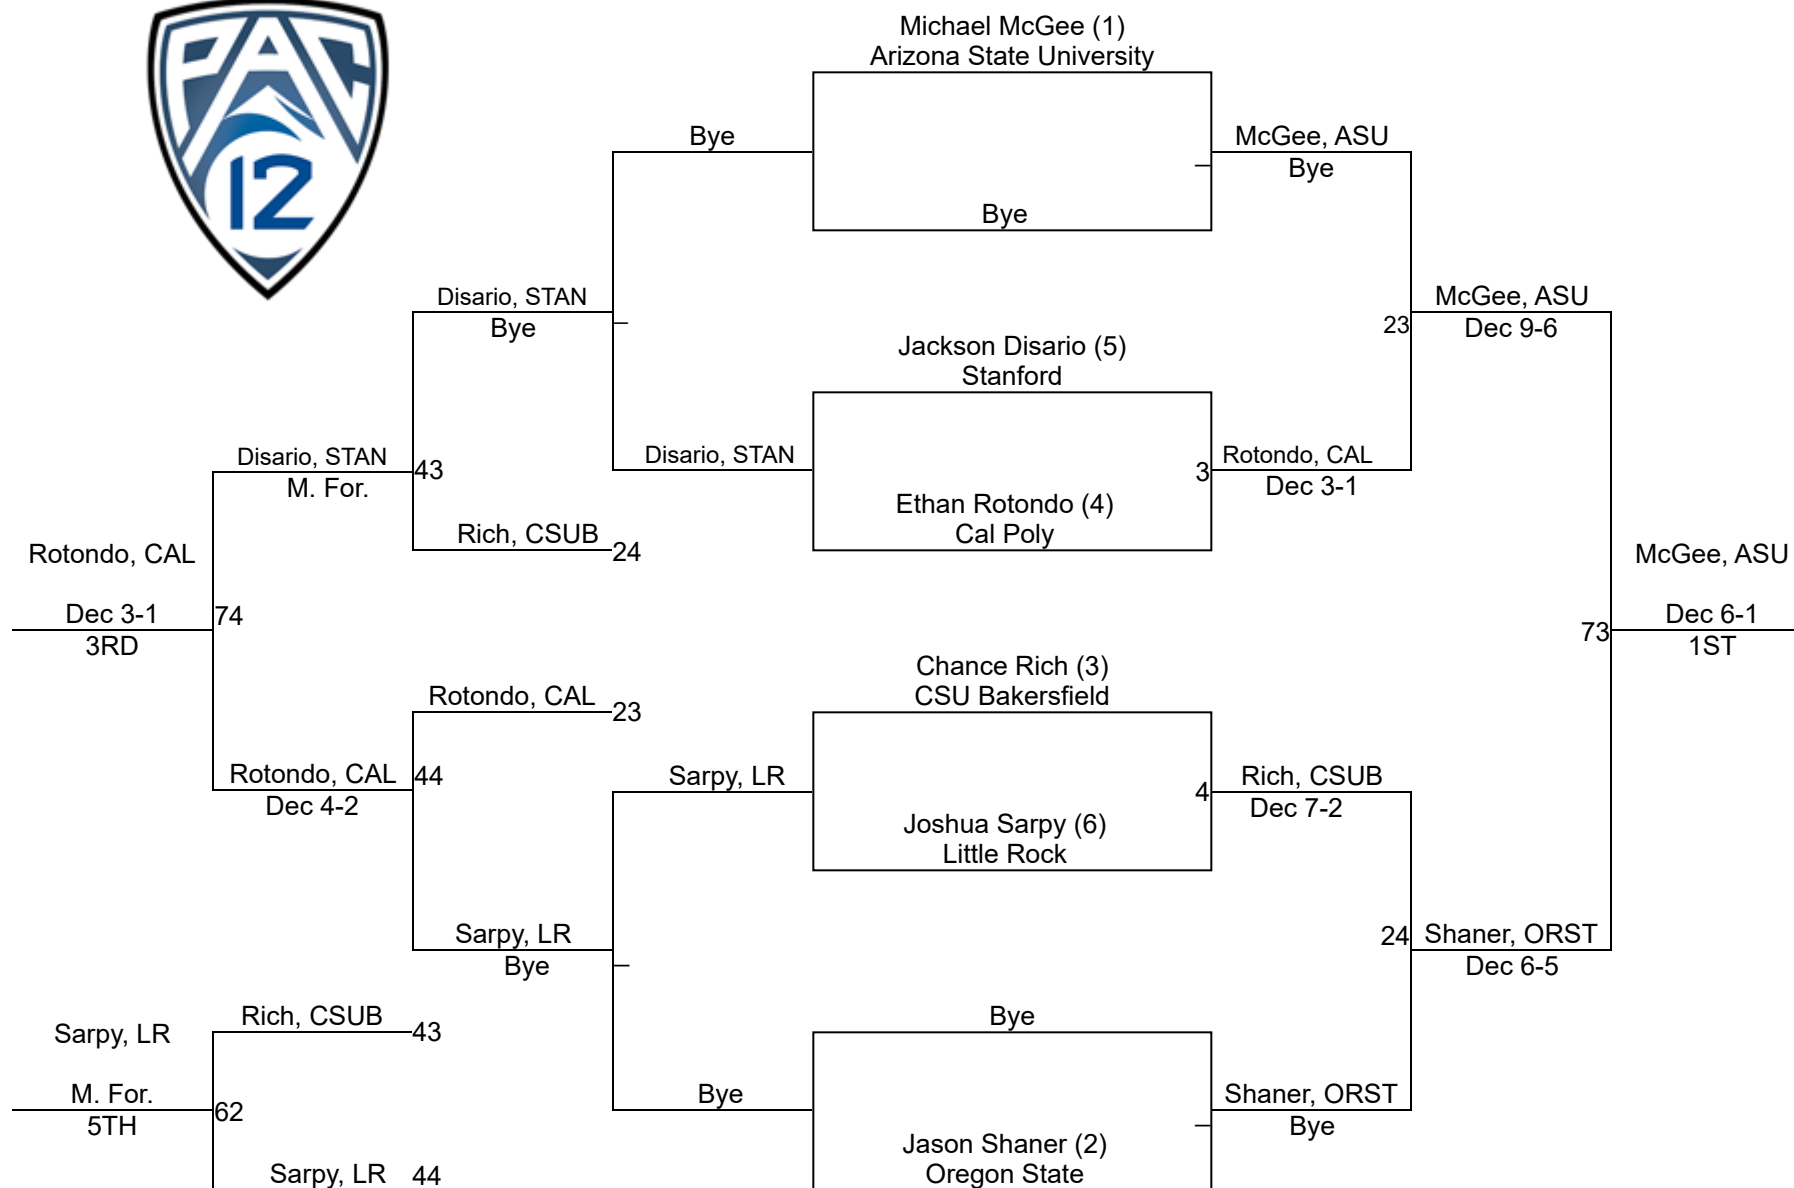 PAC
12
Michael McGee (1)
Arizona State University
Bye
McGee, ASU
Bye
Bye
Disario, STAN
Bye
McGee, ASU
23
Dec 9-6
Jackson Disario (5)
Stanford
Disario, STAN
43
M. For.
Disario, STAN
3
Rotondo, CAL
Dec 3-1
Ethan Rotondo (4)
Cal Poly
Rich, CSUB
24
Rotondo, CAL
Dec 3-1
74
3RD
McGee, ASU
Dec 6-1
73
1ST
Chance Rich (3)
CSU Bakersfield
Rotondo, CAL
23
Rotondo, CAL
44
Dec 4-2
Sarpy, LR
4
Rich, CSUB
Dec 7-2
Joshua Sarpy (6)
Little Rock
Sarpy, LR
Bye
24
Shaner, ORST
Dec 6-5
Rich, CSUB
43
Sarpy, LR
M. For.
62
5TH
Sarpy, LR
44
Bye
Bye
Shaner, ORST
Bye
Jason Shaner (2)
Oregon State